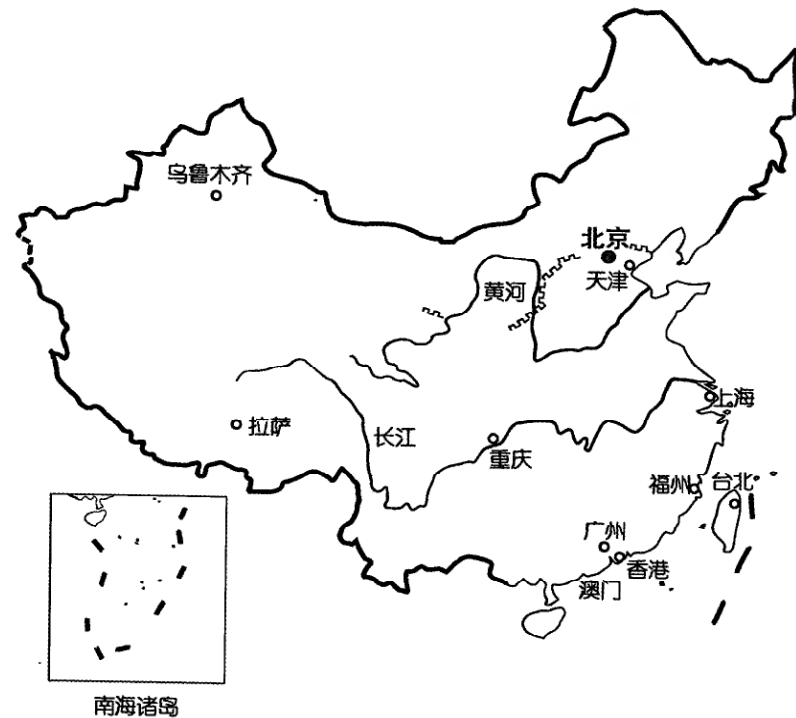 乌鲁木齐
北京
天津
黄河
上海
拉萨
长江
重庆
福州
台北
广州
香港
澳门
南海诸岛